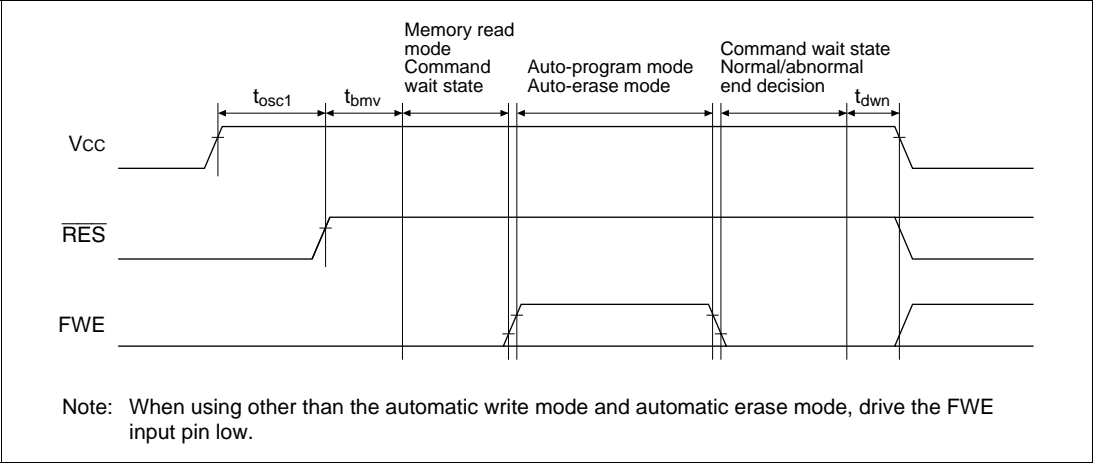 Memory read
mode
Command
wait state
Auto-program mode
Auto-erase mode
Command wait state
Normal/abnormal
end decision
tosc1
tbmv
tdwn
VCC
RES
FWE
Note: When using other than the automatic write mode and automatic erase mode, drive the FWE
input pin low.